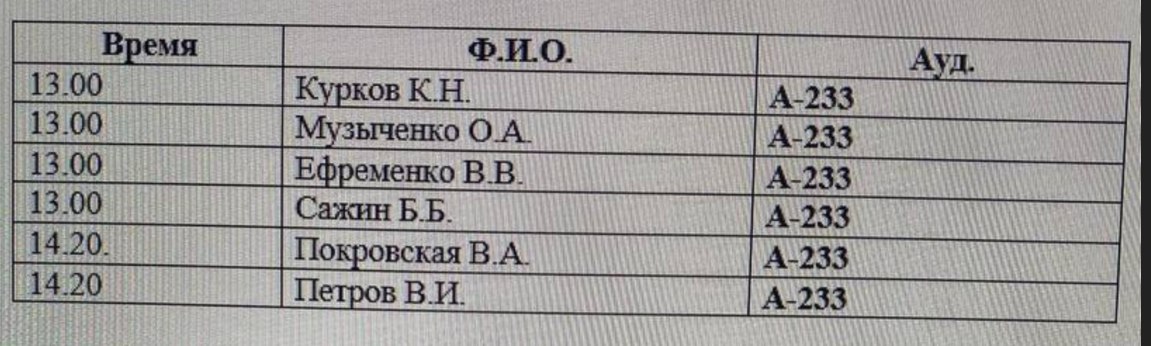 Время Ф.И.О. Ауд.
13.00 Курков К.Н. А-233
13.00 Музыченко О.А. А-233
13.00 Ефременко В.В. А-233
13.00 Сажин Б.Б. А-233
14.20. Покровская В.А. А-233
14.20 Петров В.И. А-233